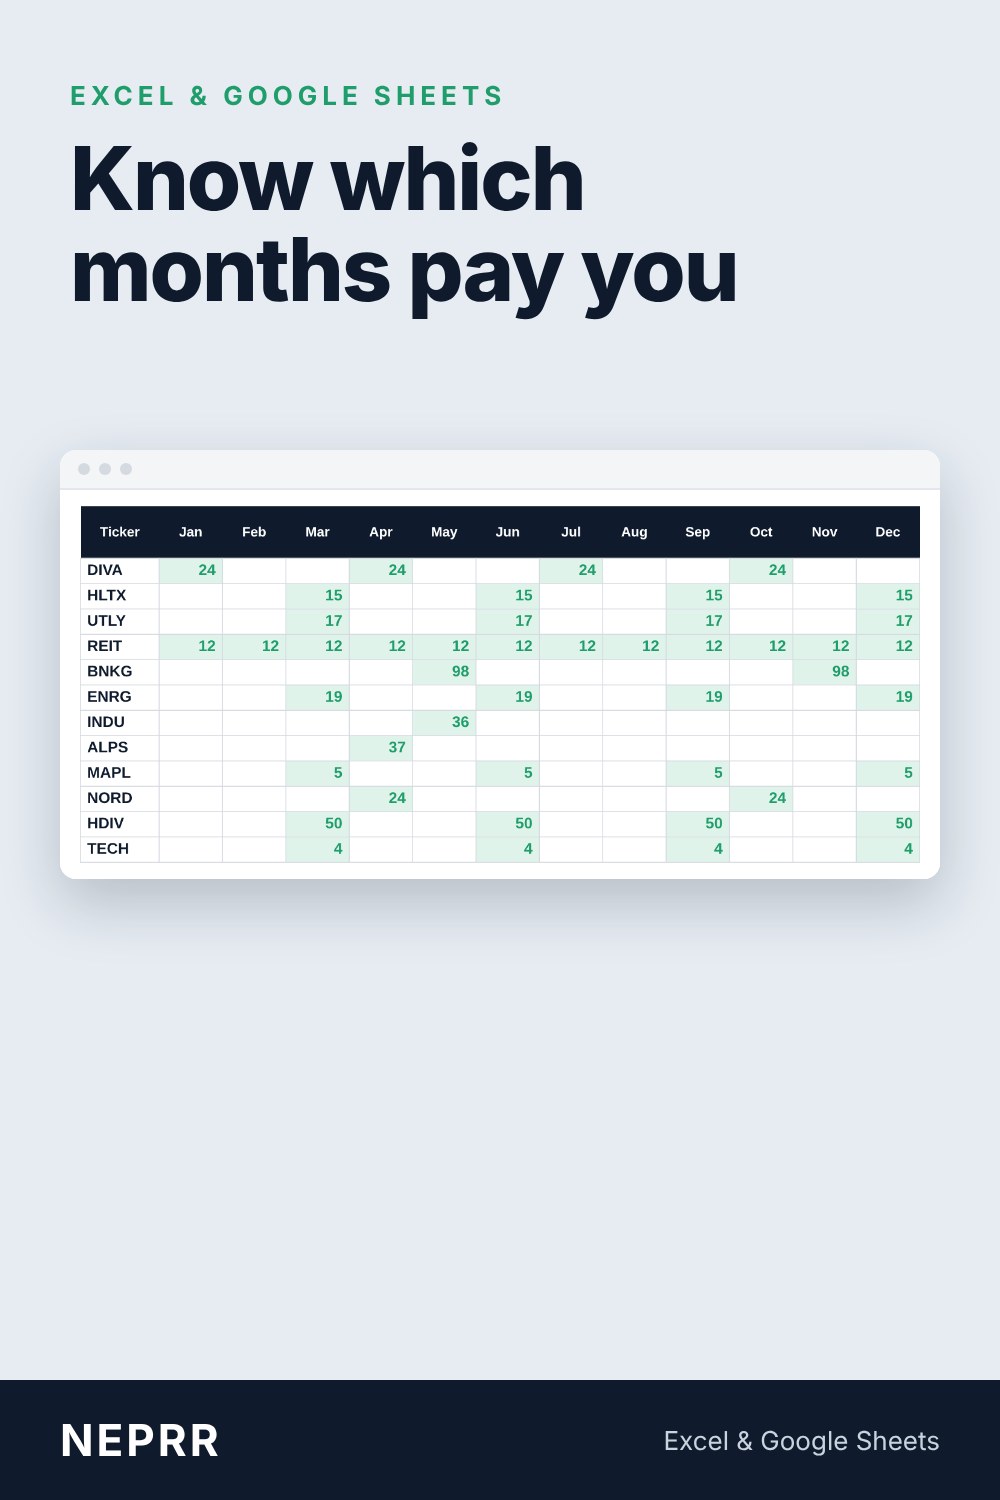 EXCEL & GOOGLE SHEETS
Know which
months pay you
Ticker Jan Feb Mar Apr May Jun Jul Aug Sep Oct Nov Dec
DIVA 24 24 24 24
HLTX 15 15 15 15
UTLY 17 17 17 17
REIT 12 12 12 12 12 12 12 12 12 12 12 12
BNKG 98 98
ENRG 19 19 19 19
INDU 36
ALPS 37
MAPL 5 5 5 5
NORD 24 24
HDIV 50 50 50 50
TECH 4 4 4 4
NEPRR Excel & Google Sheets